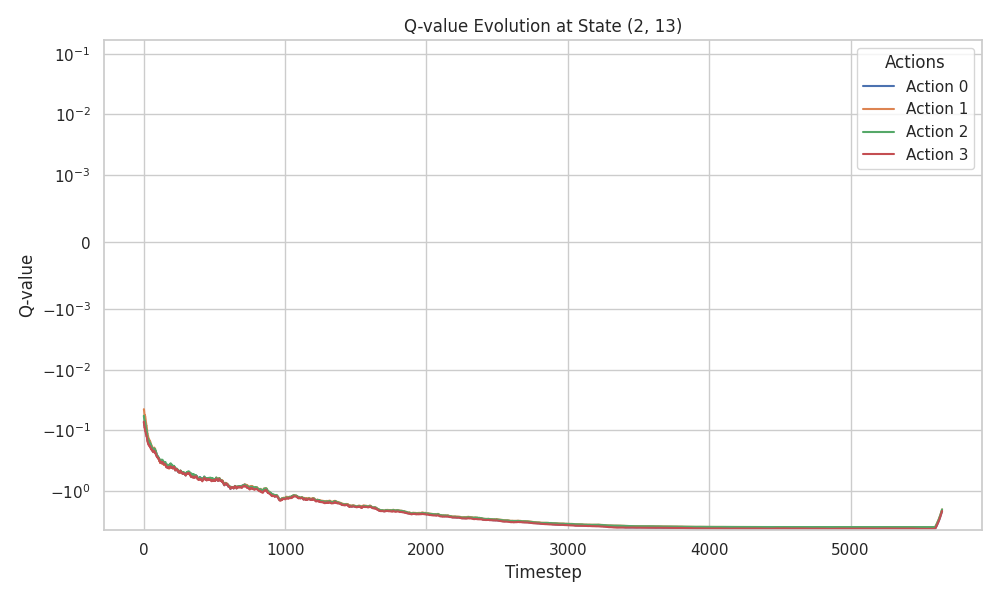 Q-value Evolution at State (2, 13)
Actions
Action 0
Action 1
Action 2
Action 3
Q-value
10⁻¹
10⁻²
10⁻³
0
−10⁻³
−10⁻²
−10⁻¹
−10⁰
0 1000 2000 3000 4000 5000
Timestep